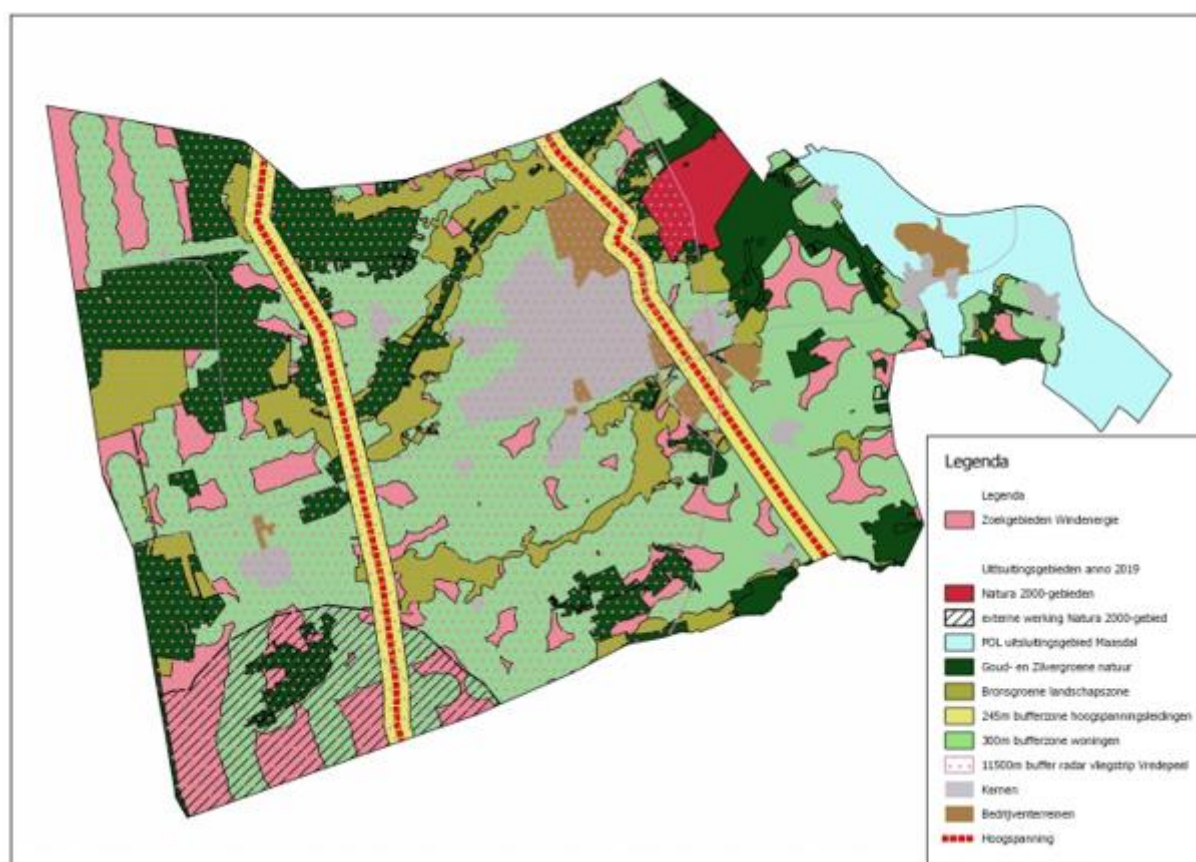 Legenda
Legenda
Zoekgebieden Windenergie
Uitsluitingsgebieden anno 2019
Natura 2000-gebieden
externe werking Natura 2000-gebied
POL uitsluitingsgebied Maasdal
Goud- en Zilvergroene natuur
Bronsgroene landschapszone
245m bufferzone hoogspanningsleidingen
300m bufferzone woningen
11500m buffer radar vliegstrip Vredepeel
Kernen
Bedrijventerreinen
Hoogspanning